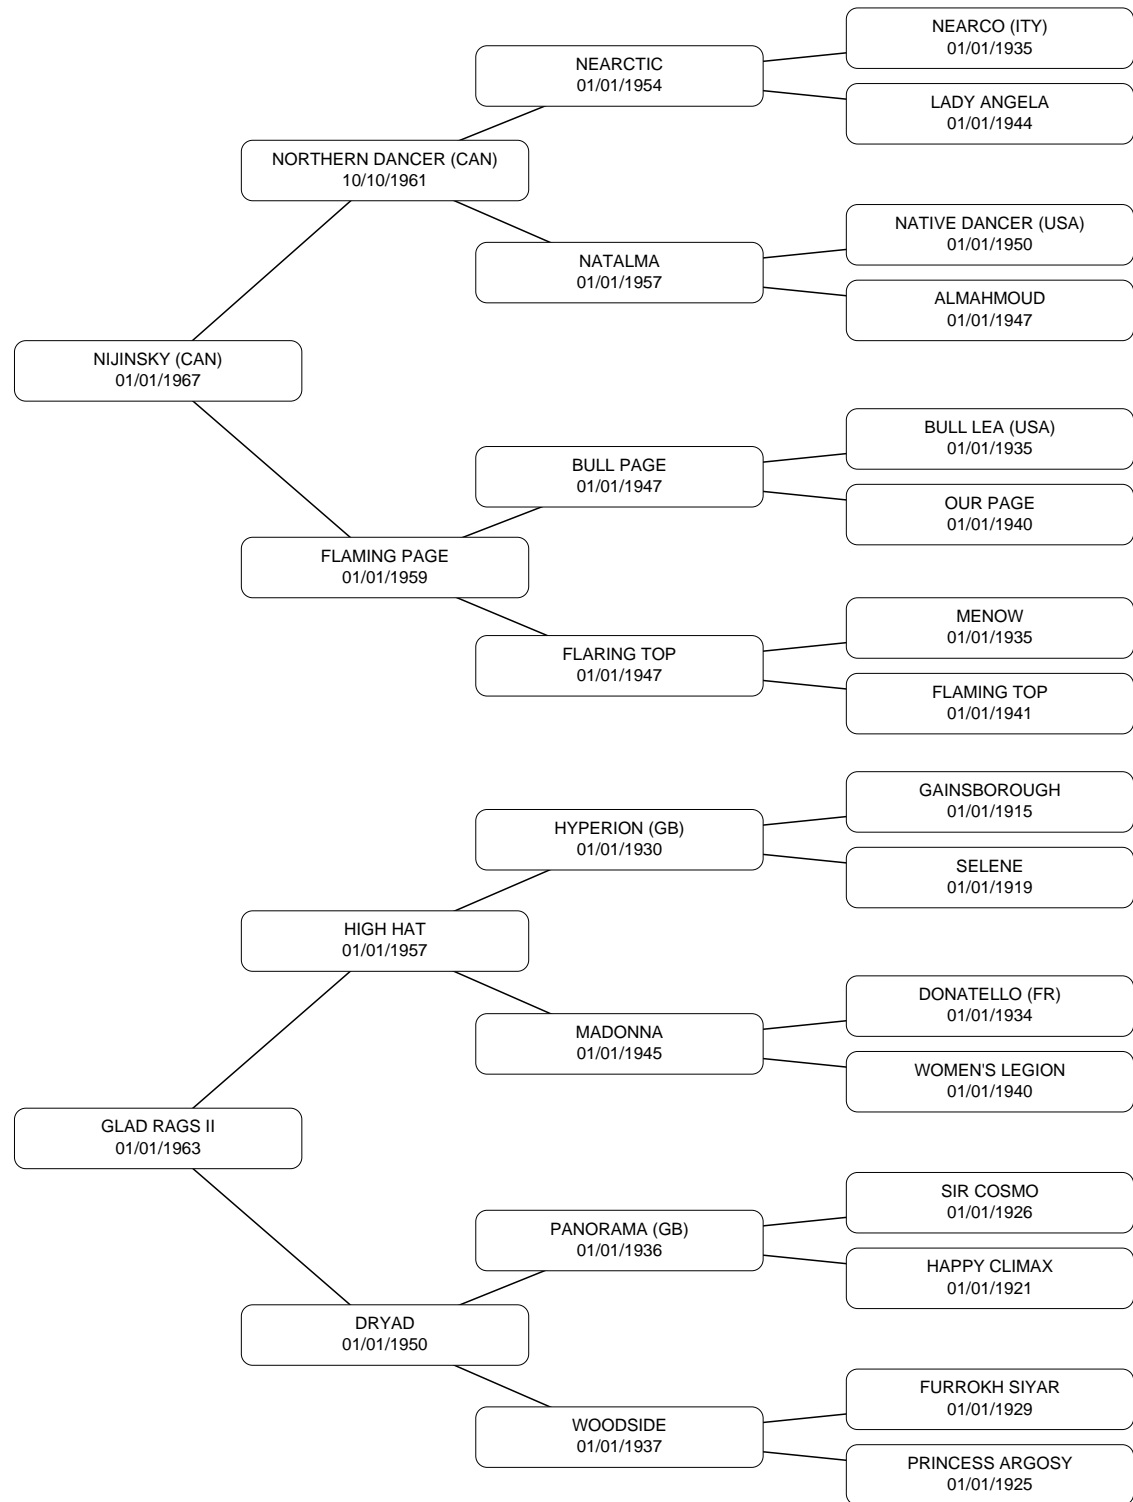 NEARCO (ITY)
01/01/1935
NEARCTIC
01/01/1954
LADY ANGELA
01/01/1944
NORTHERN DANCER (CAN)
10/10/1961
NATIVE DANCER (USA)
01/01/1950
NATALMA
01/01/1957
ALMAHMOUD
01/01/1947
NIJINSKY (CAN)
01/01/1967
BULL LEA (USA)
01/01/1935
BULL PAGE
01/01/1947
OUR PAGE
01/01/1940
FLAMING PAGE
01/01/1959
MENOW
01/01/1935
FLARING TOP
01/01/1947
FLAMING TOP
01/01/1941
GAINSBOROUGH
01/01/1915
HYPERION (GB)
01/01/1930
SELENE
01/01/1919
HIGH HAT
01/01/1957
DONATELLO (FR)
01/01/1934
MADONNA
01/01/1945
WOMEN'S LEGION
01/01/1940
GLAD RAGS II
01/01/1963
SIR COSMO
01/01/1926
PANORAMA (GB)
01/01/1936
HAPPY CLIMAX
01/01/1921
DRYAD
01/01/1950
FURROKH SIYAR
01/01/1929
WOODSIDE
01/01/1937
PRINCESS ARGOSY
01/01/1925